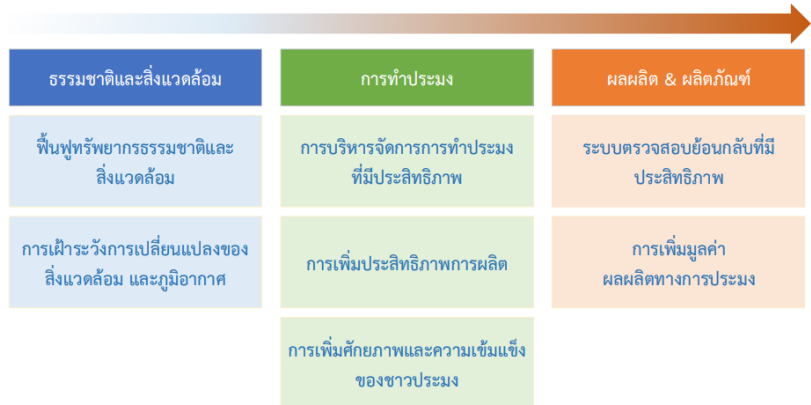 ธรรมชาติและสิ่งแวดล้อม
ฟื้นฟูทรัพยากรธรรมชาติและ
สิ่งแวดล้อม
การเฝ้าระวังการเปลี่ยนแปลงของ
สิ่งแวดล้อม และภูมิอากาศ
การทำประมง
การบริหารจัดการการทำประมง
ที่มีประสิทธิภาพ
การเพิ่มประสิทธิภาพการผลิต
การเพิ่มศักยภาพและความเข้มแข็ง
ของชาวประมง
ผลผลิต & ผลิตภัณฑ์
ระบบตรวจสอบย้อนกลับที่มี
ประสิทธิภาพ
การเพิ่มมูลค่า
ผลผลิตทางการประมง